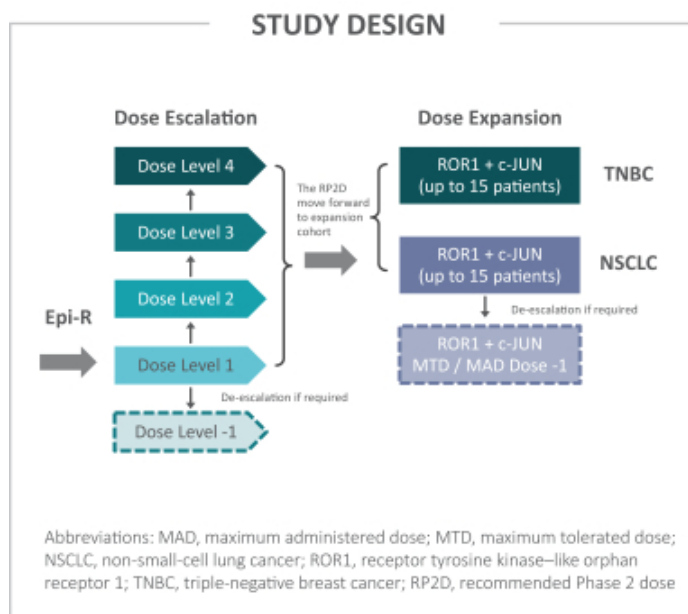 STUDY DESIGN
Dose Escalation
Dose Level 4
Dose Level 3
Dose Level 2
Epi-R
Dose Level 1
De-escalation if required
Dose Level -1
The RP2D
move forward
to expansion
cohort
Dose Expansion
ROR1 + c-JUN
(up to 15 patients)
TNBC
ROR1 + c-JUN
(up to 15 patients)
NSCLC
De-escalation if required
ROR1 + c-JUN
MTD / MAD Dose -1
Abbreviations: MAD, maximum administered dose; MTD, maximum tolerated dose;
NSCLC, non-small-cell lung cancer; ROR1, receptor tyrosine kinase–like orphan
receptor 1; TNBC, triple-negative breast cancer; RP2D, recommended Phase 2 dose